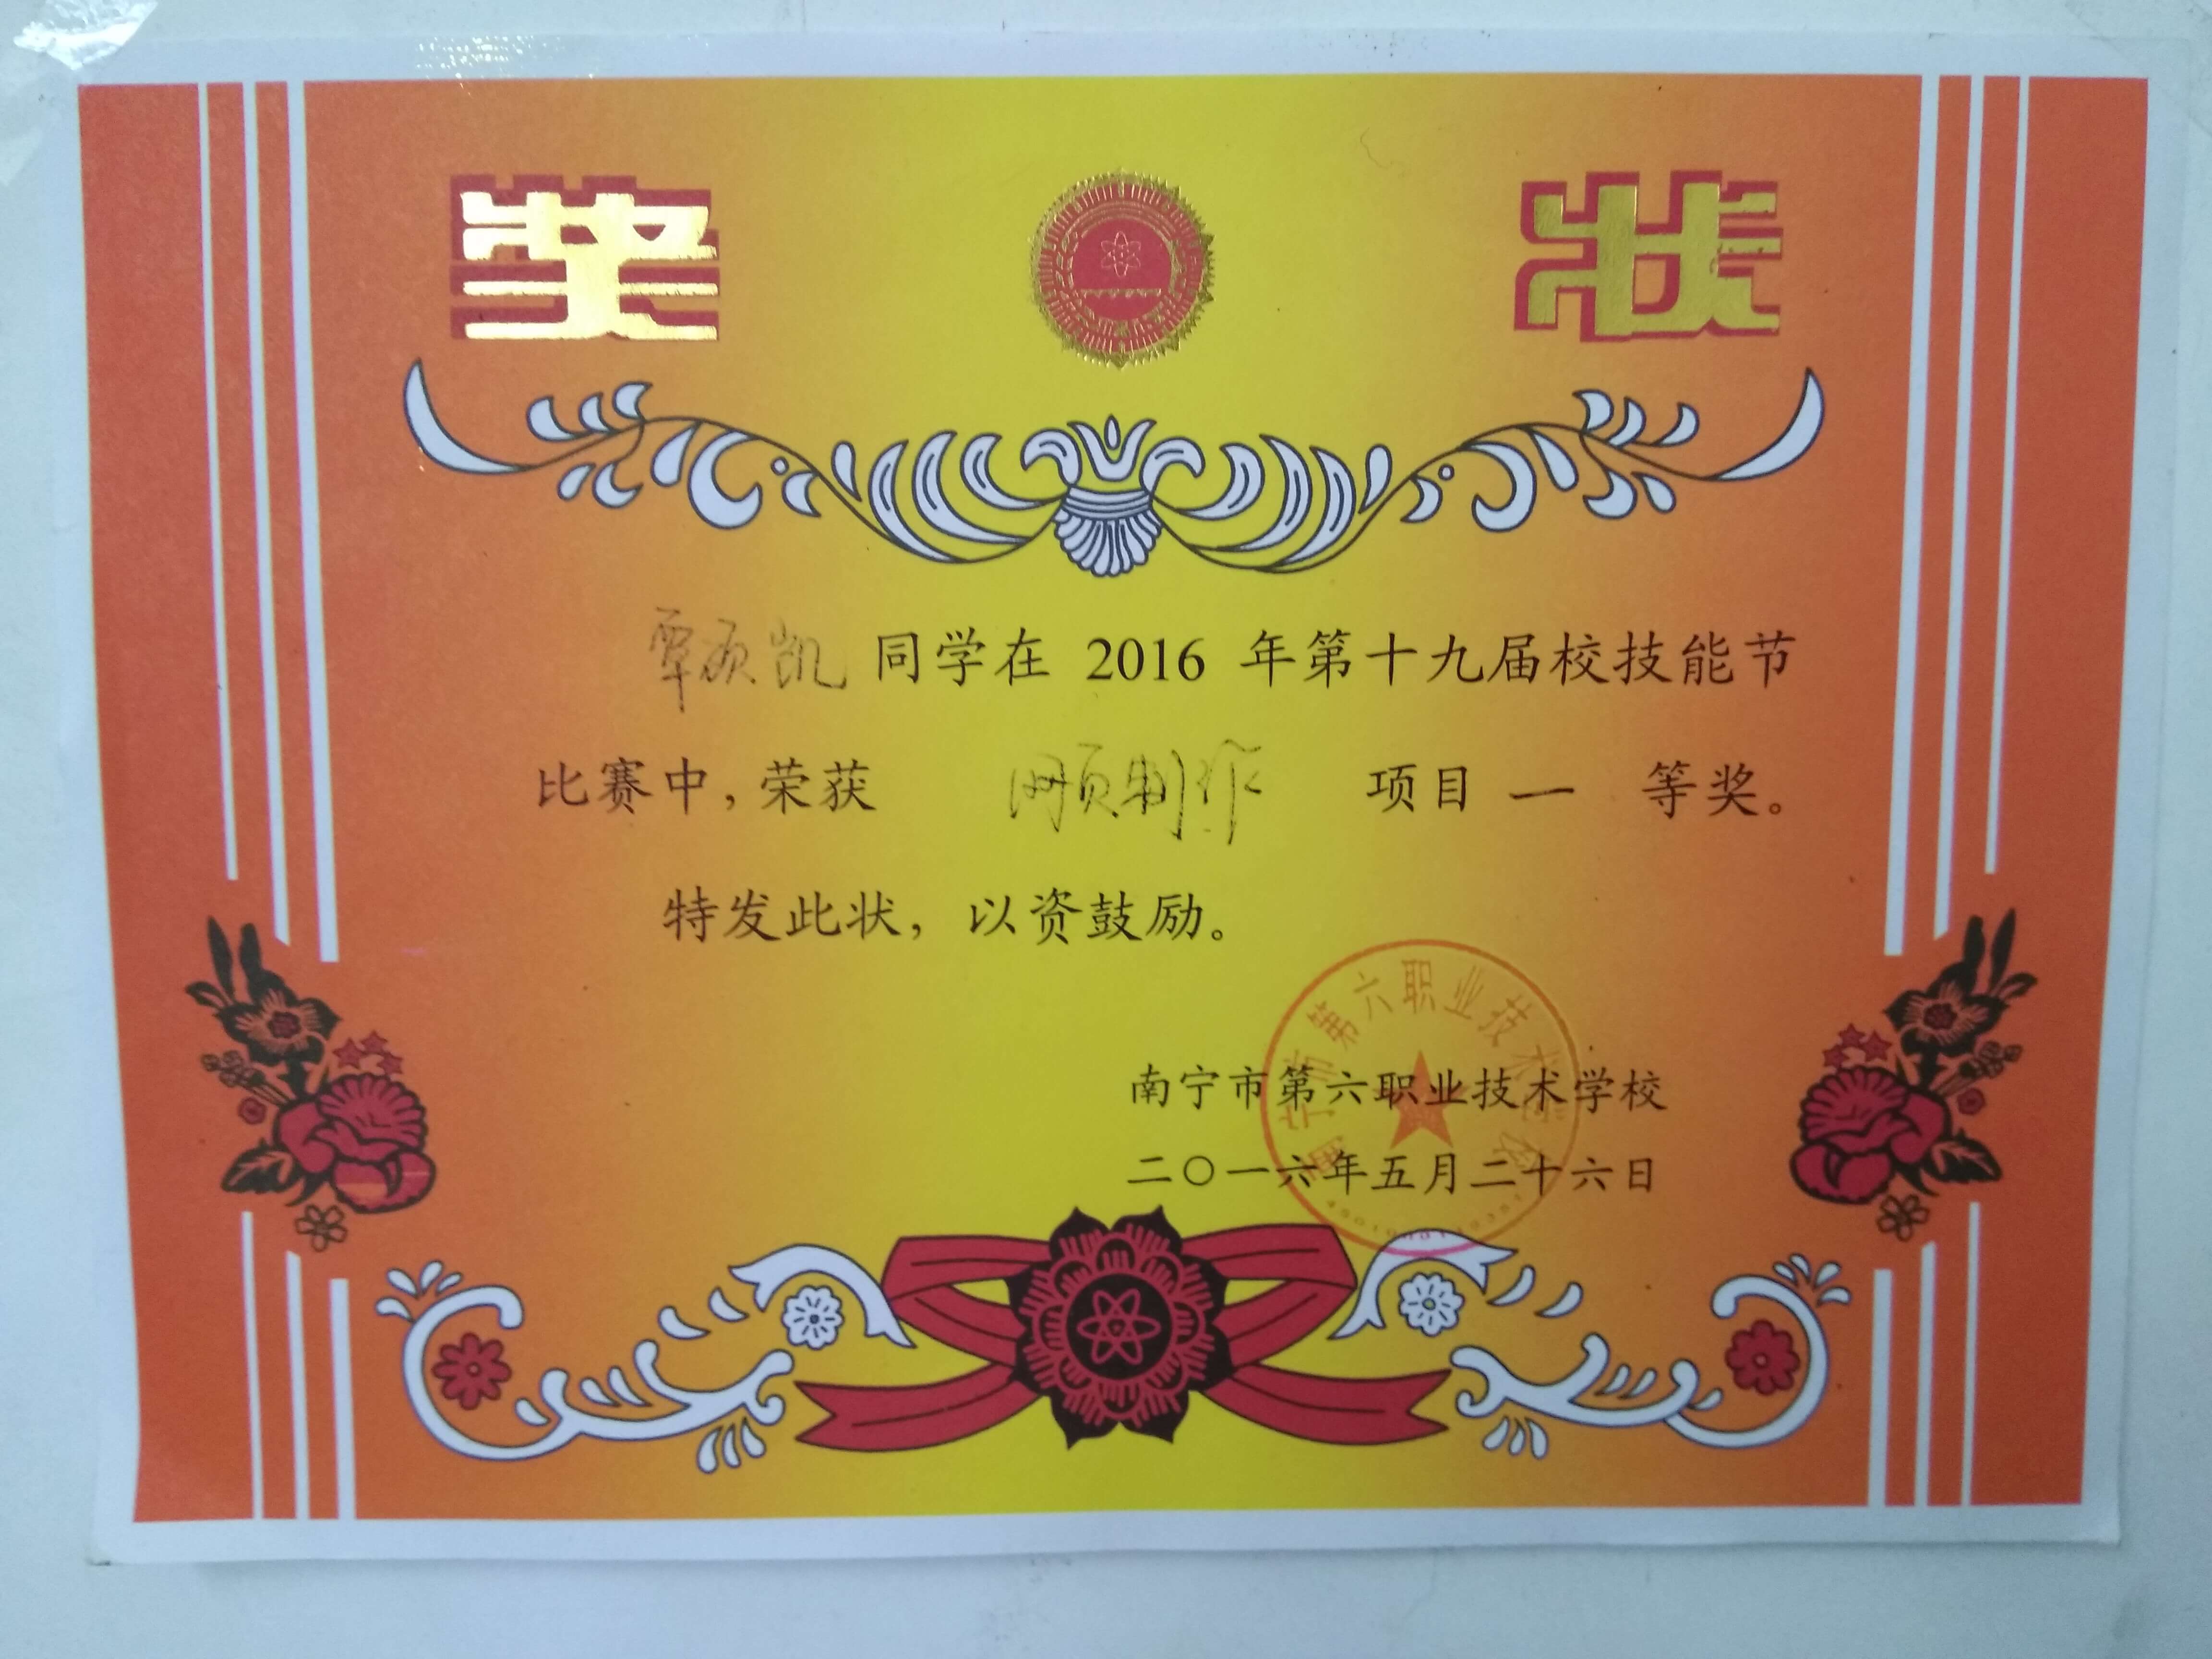 奖 状
覃硕凯同学在 2016 年第十九届校技能节
比赛中,荣获 网页制作 项目 一 等奖。
特发此状,以资鼓励。
南宁市第六职业技术学校
南宁市第六职业技术学校
二〇一六年五月二十六日